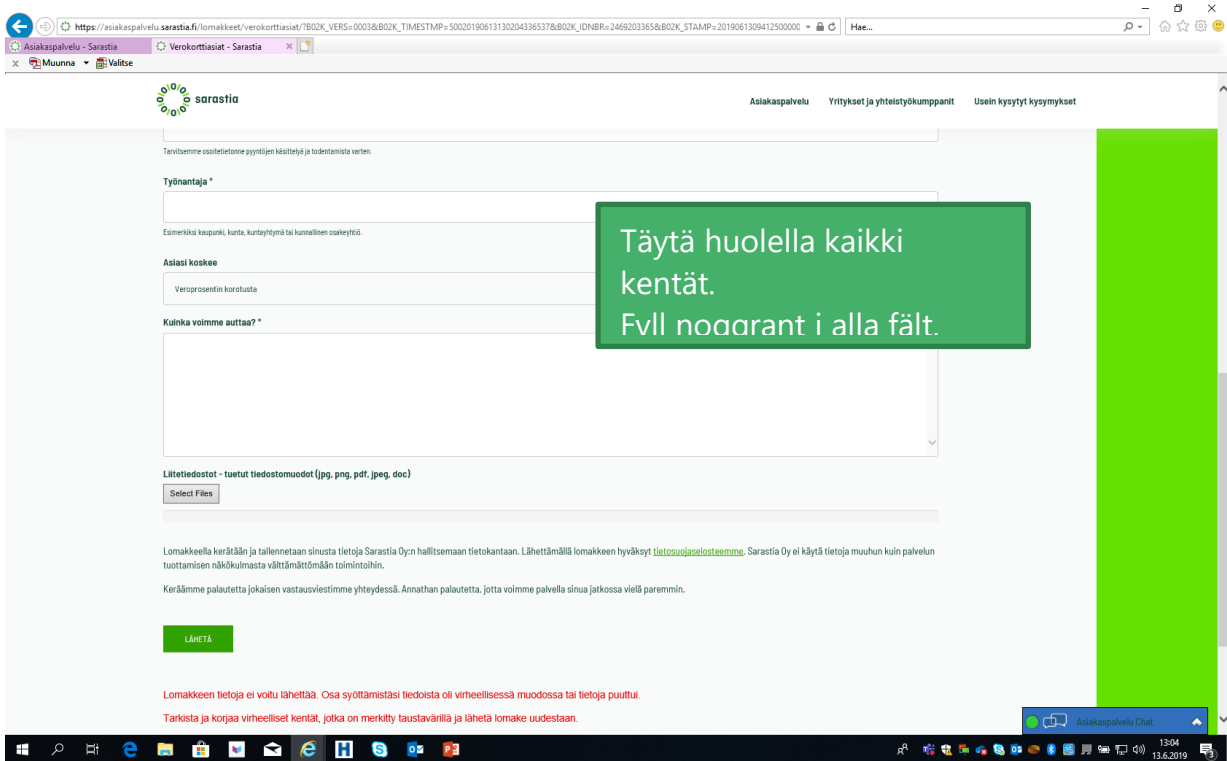 https://asiakaspalvelu.sarastia.fi/lomakkeet/verokorttiasiat/?B02K_VERS=0003&B02K_TIMESTMP=50020190613130204336537&B02K_IDNBR=2469203365&B02K_STAMP=2019061309412500000
Hae...
Asiakaspalvelu - Sarastia
Verokorttiasiat - Sarastia
Muunna
Valitse
sarastia
Asiakaspalvelu
Yritykset ja yhteistyökumppanit
Usein kysytyt kysymykset
Tarvitsemme osoitetietonne pyyntöjen käsittelyä ja todentamista varten.
Työnantaja *
Esimerkiksi kaupunki, kunta, kuntayhtymä tai kunnallinen osakeyhtiö.
Täytä huolella kaikki
kentät.
Fyll noggrant i alla fält.
Asiasi koskee
Veroprosentin korotusta
Kuinka voimme auttaa? *
Liitetiedostot - tuetut tiedostomuodot (jpg, png, pdf, jpeg, doc)
Select Files
Lomakkeella kerätään ja tallennetaan sinusta tietoja Sarastia Oy:n hallitsemaan tietokantaan. Lähettämällä lomakkeen hyväksyt tietosuojaselosteemme. Sarastia Oy ei käytä tietoja muuhun kuin palvelun
tuottamisen näkökulmasta välttämättömään toimintoihin.
Keräämme palautetta jokaisen vastausviestimme yhteydessä. Annathan palautetta, jotta voimme palvella sinua jatkossa vielä paremmin.
LÄHETÄ
Lomakkeen tietoja ei voitu lähettää. Osa syöttämistäsi tiedoista oli virheellisessä muodossa tai tietoja puuttui.
Tarkista ja korjaa virheelliset kentät, jotka on merkitty taustavärillä ja lähetä lomake uudestaan.
Asiakaspalvelu Chat
13:04
13.6.2019